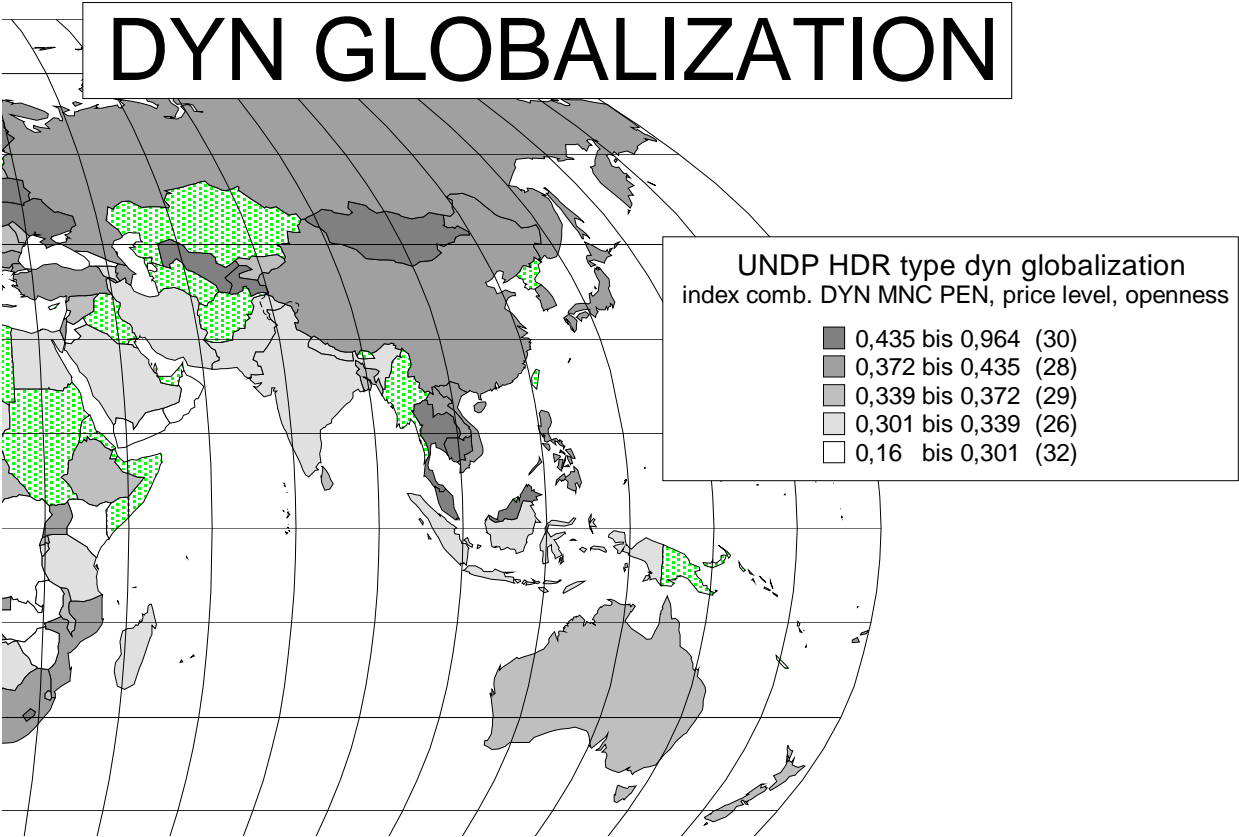 DYN GLOBALIZATION
UNDP HDR type dyn globalization
index comb. DYN MNC PEN, price level, openness
0,435 bis 0,964 (30)
0,372 bis 0,435 (28)
0,339 bis 0,372 (29)
0,301 bis 0,339 (26)
0,16 bis 0,301 (32)